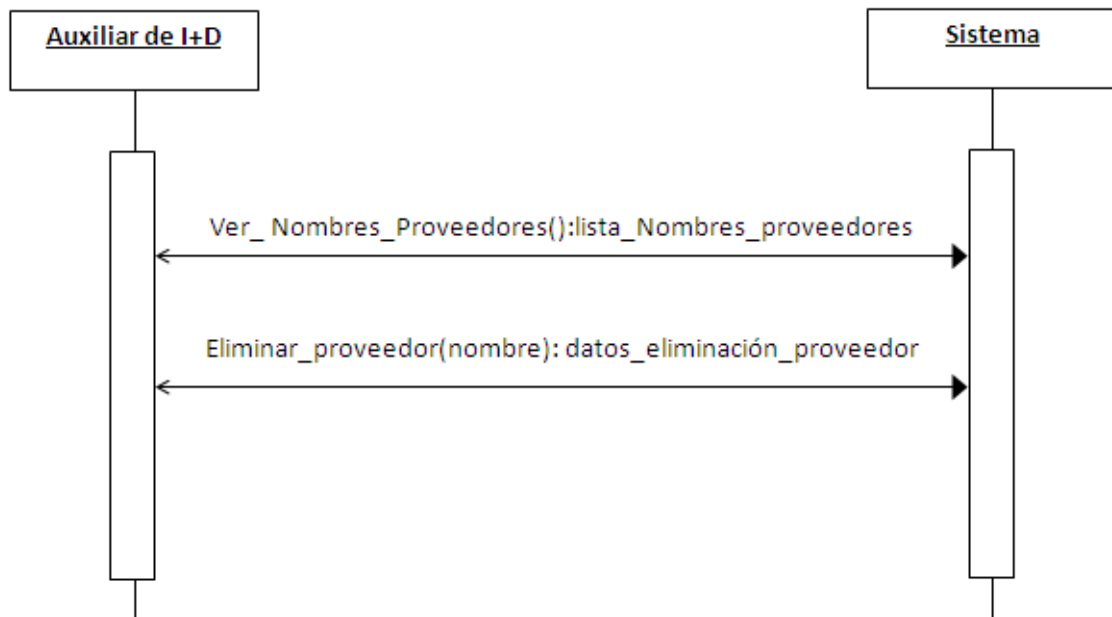 Auxiliar de I+D
Sistema
Ver_ Nombres_Proveedores():lista_Nombres_proveedores
Eliminar_proveedor(nombre): datos_eliminación_proveedor